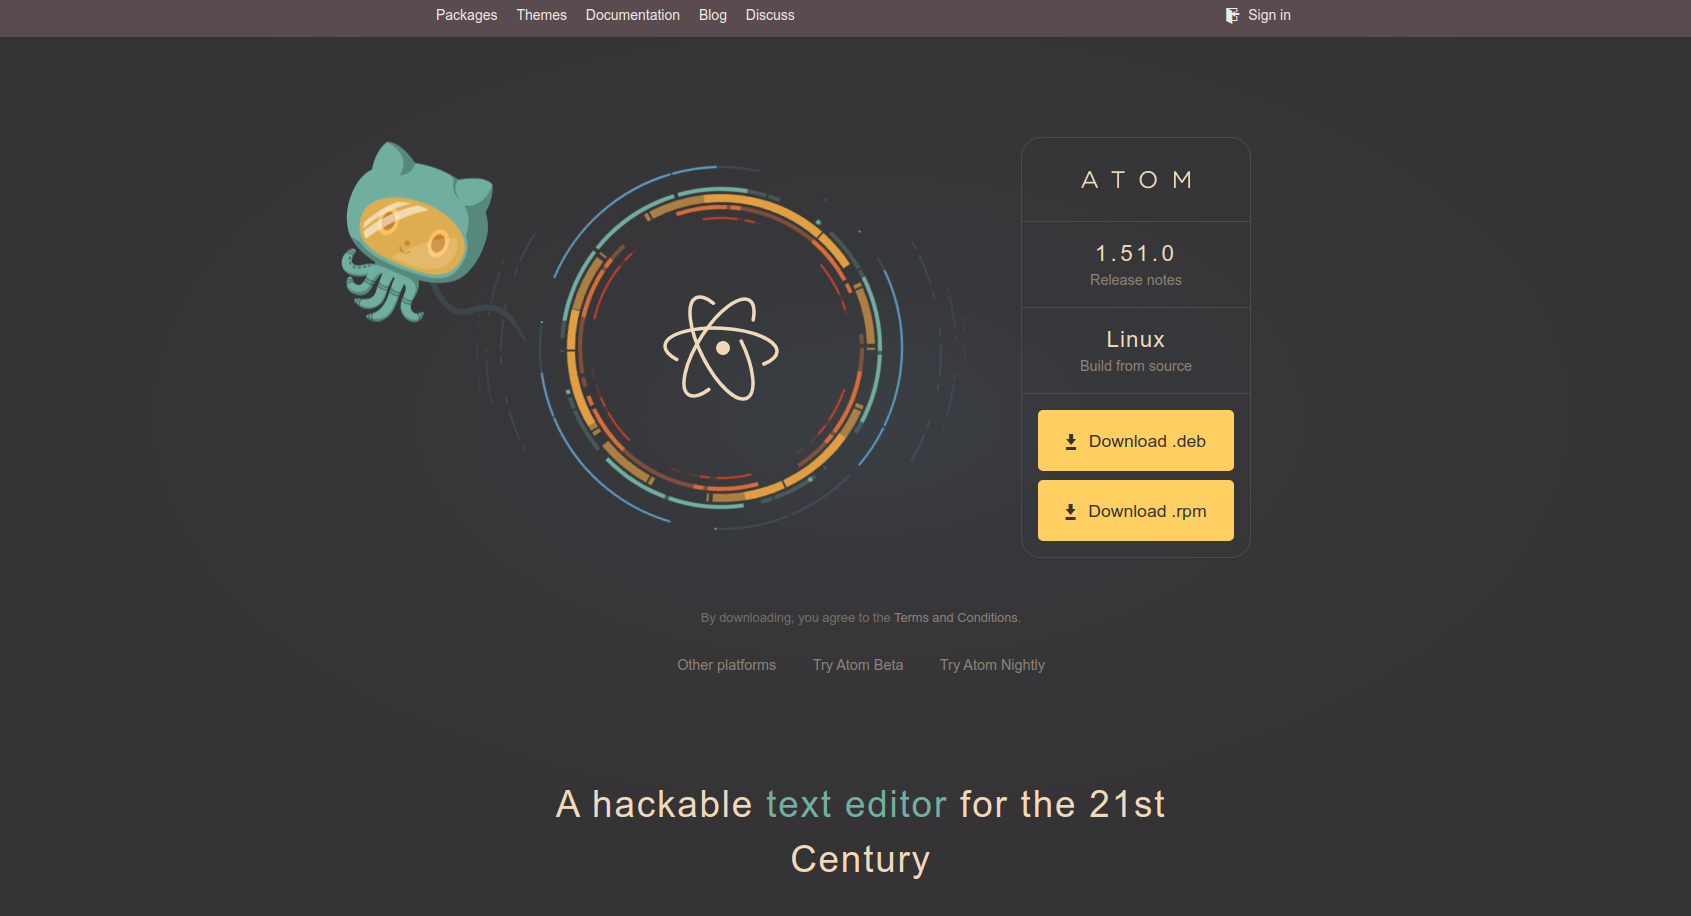 Packages Themes Documentation Blog Discuss Sign in
ATOM
1.51.0
Release notes
Linux
Build from source
Download .deb
Download .rpm
By downloading, you agree to the Terms and Conditions.
Other platforms Try Atom Beta Try Atom Nightly
A hackable text editor for the 21st
Century